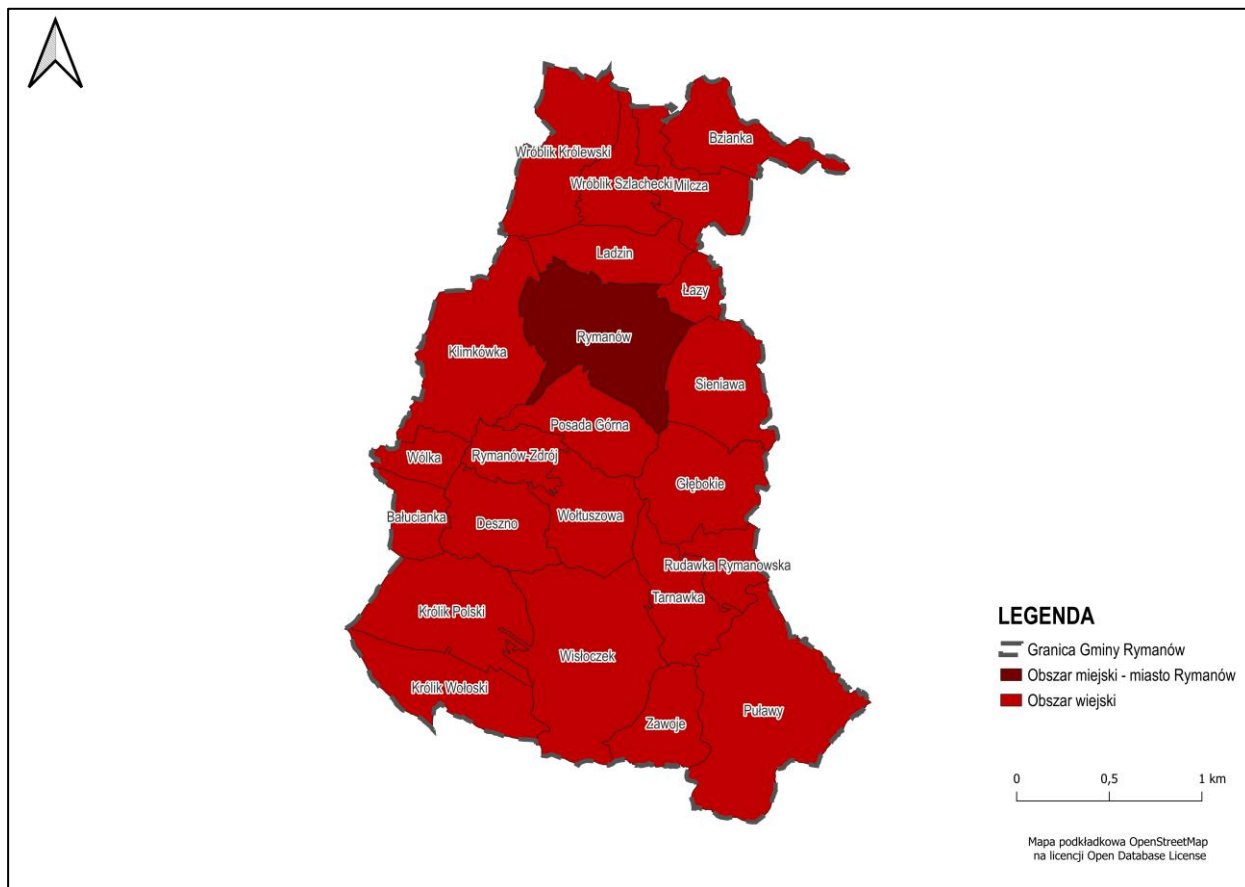 Bzianka
Wróblik Królewski
Wróblik Szlachecki
Milcza
Ladzin
Łazy
Rymanów
Klimkówka
Sieniawa
Posada Górna
Wólka
Rymanów-Zdrój
Głębokie
Bałucianka
Deszno
Wołtuszowa
Rudawka Rymanowska
Tarnawka
Królik Polski
Wisłoczek
Królik Wołoski
Zawoje
Puławy
LEGENDA
Granica Gminy Rymanów
Obszar miejski - miasto Rymanów
Obszar wiejski
0 0,5 1 km
Mapa podkładkowa OpenStreetMap
na licencji Open Database License